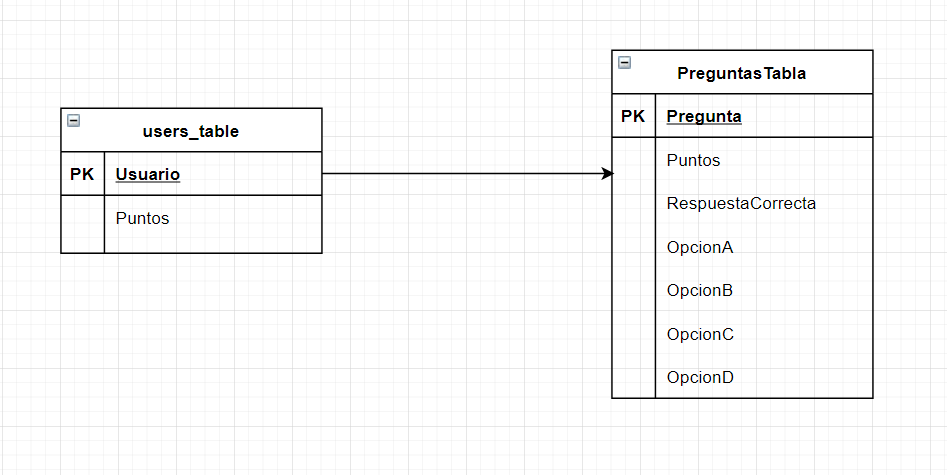 users_table
PK Usuario
Puntos
PreguntasTabla
PK Pregunta
Puntos
RespuestaCorrecta
OpcionA
OpcionB
OpcionC
OpcionD